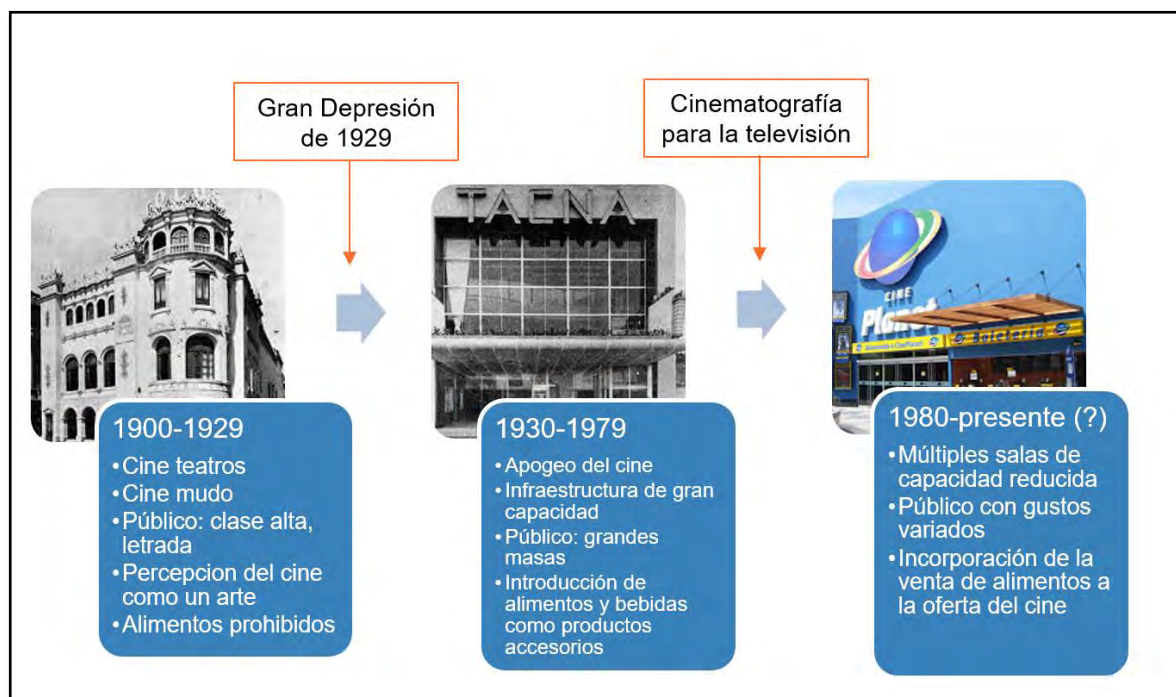 Gran Depresión
de 1929
Cinematografía
para la televisión
TAENA
CINE
Planet
Boletería
1900-1929
•Cine teatros
•Cine mudo
•Público: clase alta,
letrada
•Percepcion del cine
como un arte
•Alimentos prohibidos
1930-1979
•Apogeo del cine
•Infraestructura de gran
capacidad
•Público: grandes
masas
•Introducción de
alimentos y bebidas
como productos
accesorios
1980-presente (?)
•Múltiples salas de
capacidad reducida
•Público con gustos
variados
•Incorporación de la
venta de alimentos a
la oferta del cine